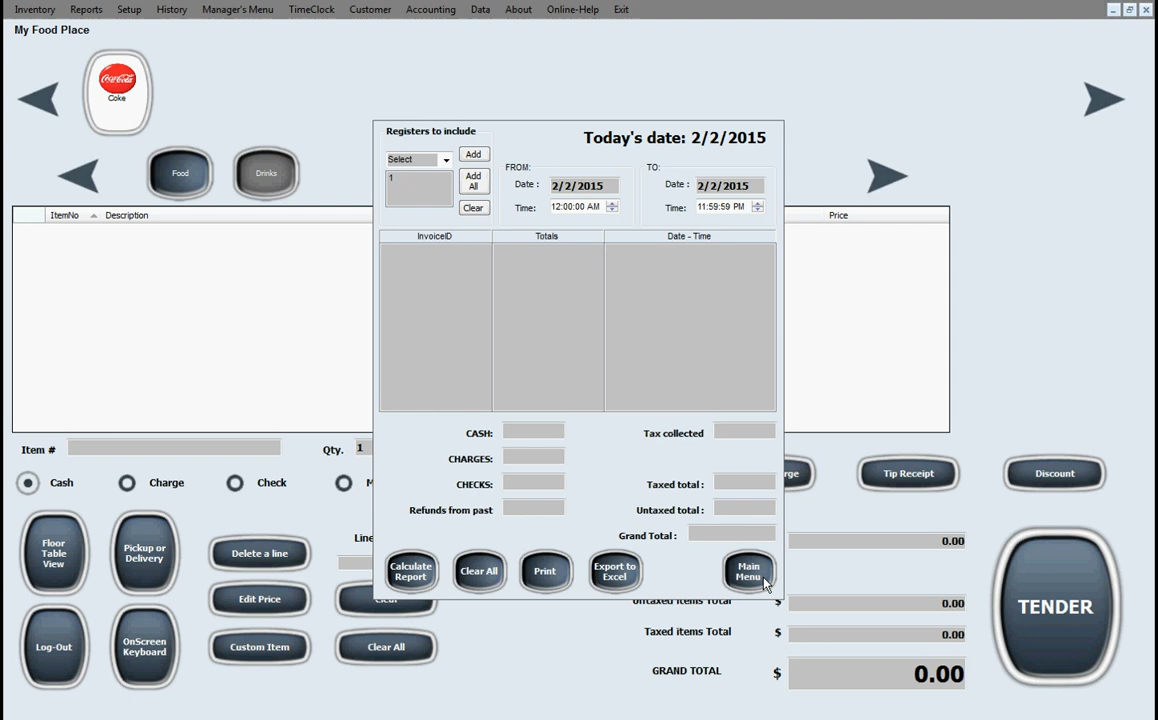 Inventory Reports Setup History Manager's Menu TimeClock Customer Accounting Data About Online-Help Exit
My Food Place
Coca-Cola
Coke
Food Drinks
ItemNo Description Price
Registers to include
Today's date: 2/2/2015
Select Add
1
Add All
Clear
FROM: TO:
Date : 2/2/2015 Date : 2/2/2015
Time: 12:00:00 AM Time: 11:59:59 PM
InvoiceID Totals Date - Time
CASH: Tax collected
CHARGES:
CHECKS: Taxed total :
Refunds from past Untaxed total :
Grand Total :
Calculate Report
Clear All
Print
Export to Excel
Main Menu
Item # Qty. 1
Cash Charge Check M
rge Tip Receipt Discount
Floor Table View
Pickup or Delivery
Delete a line
Line
Edit Price Clear
Log-Out
OnScreen Keyboard
Custom Item Clear All
0.00
Untaxed items Total $ 0.00
Taxed items Total $ 0.00
GRAND TOTAL $ 0.00
TENDER